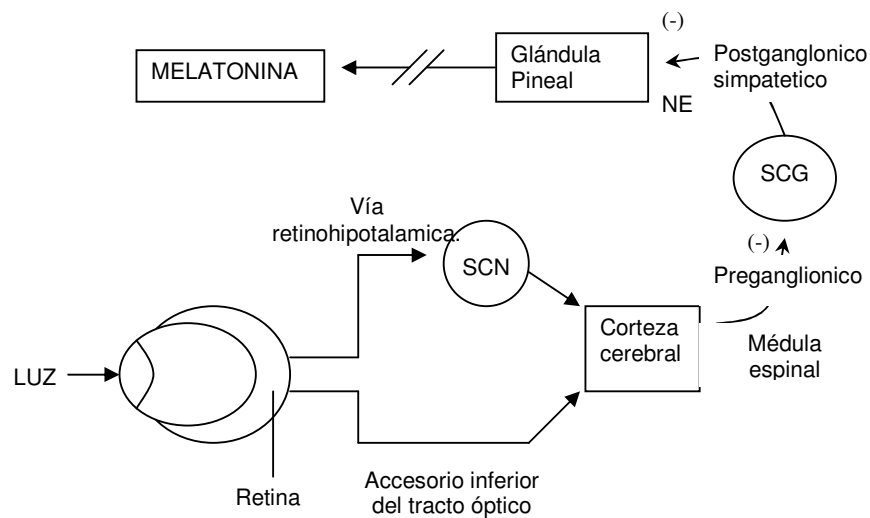 (-)
Glándula
Pineal
Postganglonico
simpatetico
MELATONINA
NE
SCG
Vía
retinohipotalamica.
(-)
SCN
Preganglionico
Corteza
cerebral
Médula
espinal
LUZ
Accesorio inferior
del tracto óptico
Retina